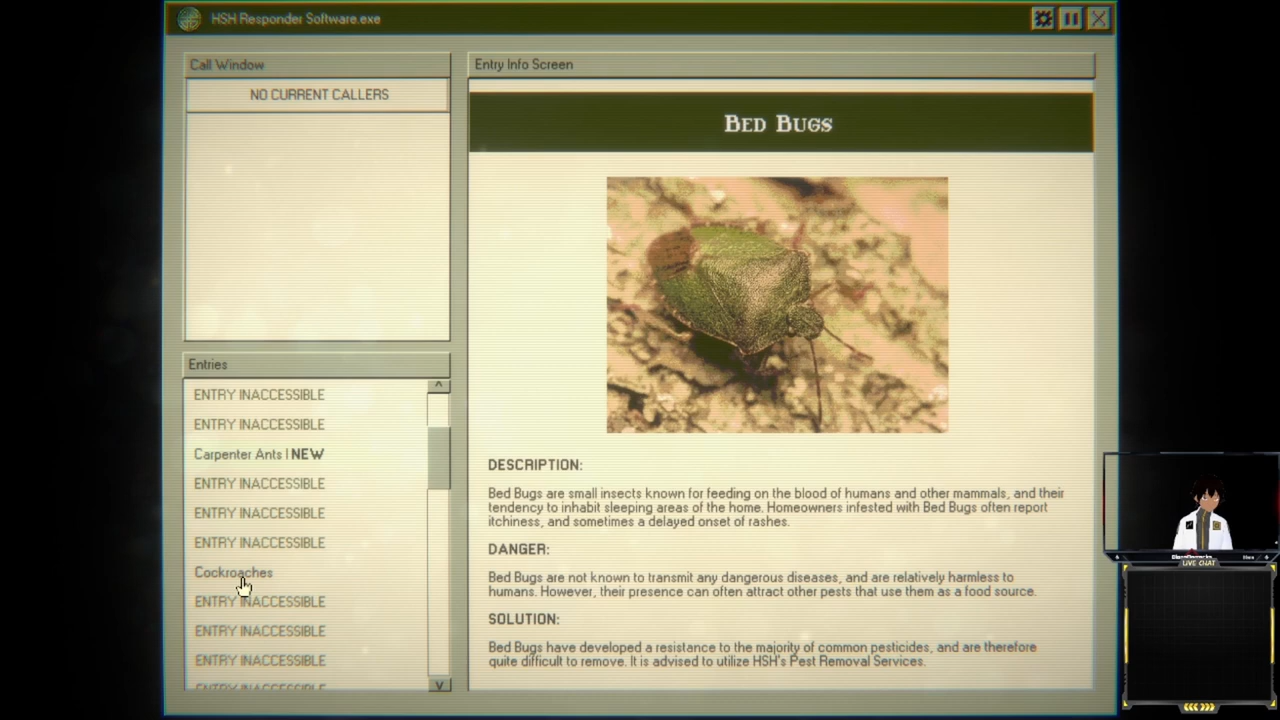 HSH Responder Software.exe
Call Window
NO CURRENT CALLERS
Entries
ENTRY INACCESSIBLE
ENTRY INACCESSIBLE
Carpenter Ants | NEW
ENTRY INACCESSIBLE
ENTRY INACCESSIBLE
ENTRY INACCESSIBLE
Cockroaches
ENTRY INACCESSIBLE
ENTRY INACCESSIBLE
ENTRY INACCESSIBLE
ENTRY INACCESSIBLE
Entry Info Screen
BED BUGS
DESCRIPTION:
Bed Bugs are small insects known for feeding on the blood of humans and other mammals, and their
tendency to inhabit sleeping areas of the home. Homeowners infested with Bed Bugs often report
itchiness, and sometimes a delayed onset of rashes.
DANGER:
Bed Bugs are not known to transmit any dangerous diseases, and are relatively harmless to
humans. However, their presence can often attract other pests that use them as a food source.
SOLUTION:
Bed Bugs have developed a resistance to the majority of common pesticides, and are therefore
quite difficult to remove. It is advised to utilize HSH's Pest Removal Services.
LIVE CHAT